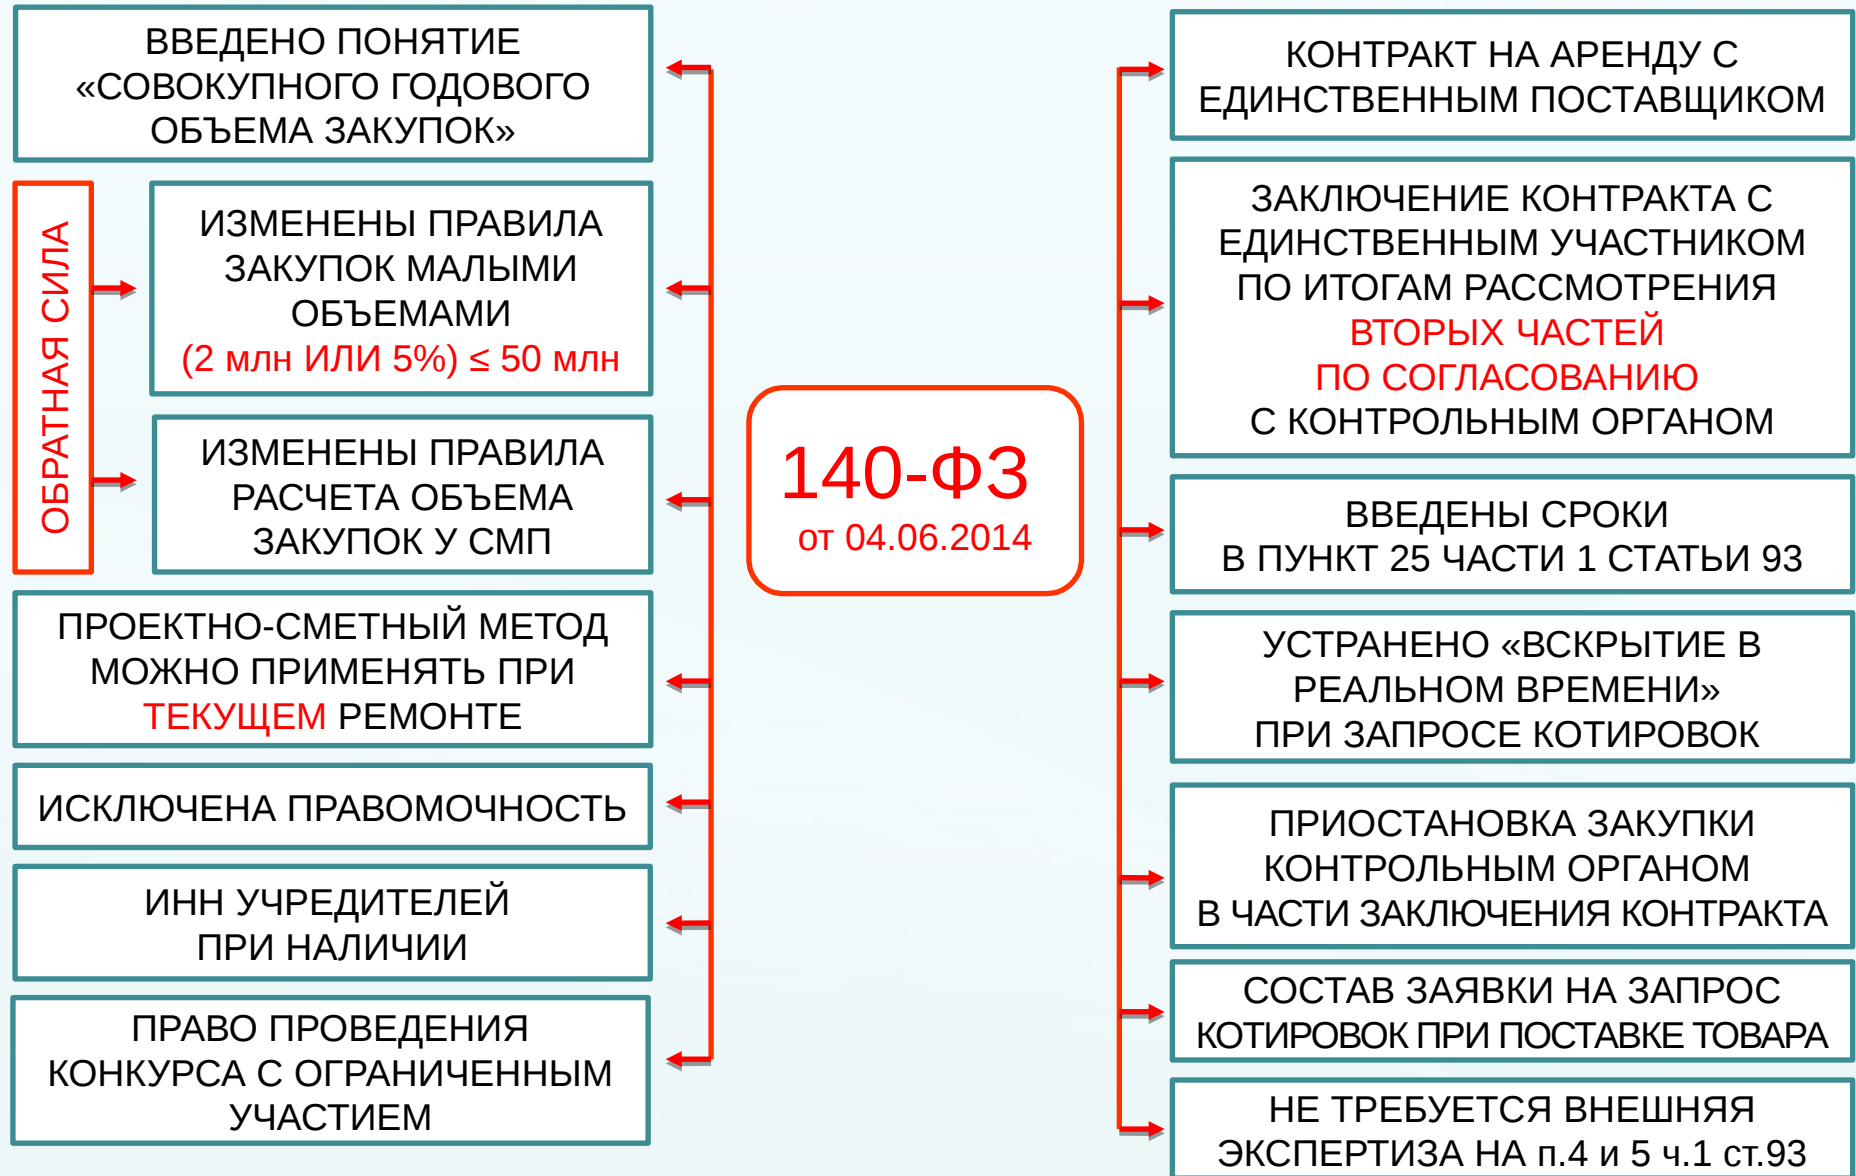 ВВЕДЕНО ПОНЯТИЕ
«СОВОКУПНОГО ГОДОВОГО
ОБЪЕМА ЗАКУПОК»
ОБРАТНАЯ СИЛА
ИЗМЕНЕНЫ ПРАВИЛА
ЗАКУПОК МАЛЫМИ
ОБЪЕМАМИ
(2 млн ИЛИ 5%) ≤ 50 млн
ИЗМЕНЕНЫ ПРАВИЛА
РАСЧЕТА ОБЪЕМА
ЗАКУПОК У СМП
ПРОЕКТНО-СМЕТНЫЙ МЕТОД
МОЖНО ПРИМЕНЯТЬ ПРИ
ТЕКУЩЕМ РЕМОНТЕ
ИСКЛЮЧЕНА ПРАВОМОЧНОСТЬ
ИНН УЧРЕДИТЕЛЕЙ
ПРИ НАЛИЧИИ
ПРАВО ПРОВЕДЕНИЯ
КОНКУРСА С ОГРАНИЧЕННЫМ
УЧАСТИЕМ
140-ФЗ
от 04.06.2014
КОНТРАКТ НА АРЕНДУ С
ЕДИНСТВЕННЫМ ПОСТАВЩИКОМ
ЗАКЛЮЧЕНИЕ КОНТРАКТА С
ЕДИНСТВЕННЫМ УЧАСТНИКОМ
ПО ИТОГАМ РАССМОТРЕНИЯ
ВТОРЫХ ЧАСТЕЙ
ПО СОГЛАСОВАНИЮ
С КОНТРОЛЬНЫМ ОРГАНОМ
ВВЕДЕНЫ СРОКИ
В ПУНКТ 25 ЧАСТИ 1 СТАТЬИ 93
УСТРАНЕНО «ВСКРЫТИЕ В
РЕАЛЬНОМ ВРЕМЕНИ»
ПРИ ЗАПРОСЕ КОТИРОВОК
ПРИОСТАНОВКА ЗАКУПКИ
КОНТРОЛЬНЫМ ОРГАНОМ
В ЧАСТИ ЗАКЛЮЧЕНИЯ КОНТРАКТА
СОСТАВ ЗАЯВКИ НА ЗАПРОС
КОТИРОВОК ПРИ ПОСТАВКЕ ТОВАРА
НЕ ТРЕБУЕТСЯ ВНЕШНЯЯ
ЭКСПЕРТИЗА НА п.4 и 5 ч.1 ст.93